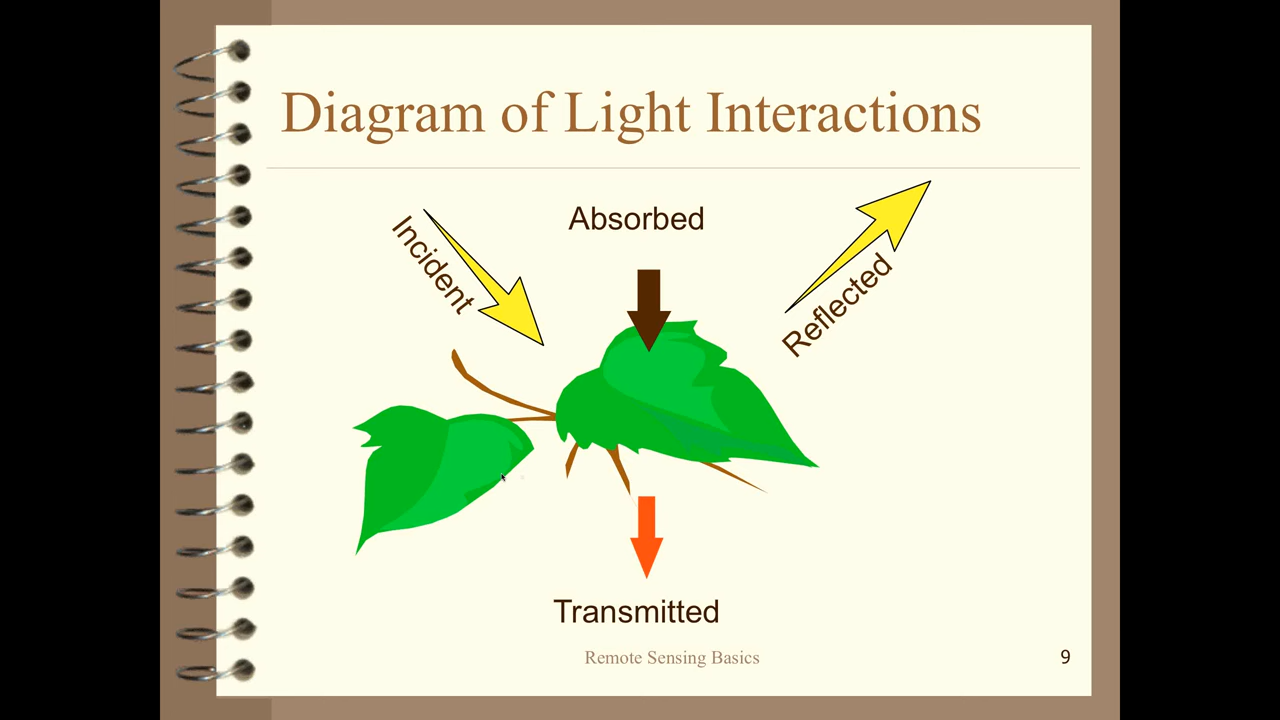 Diagram of Light Interactions
Incident
Absorbed
Reflected
Transmitted
Remote Sensing Basics
9